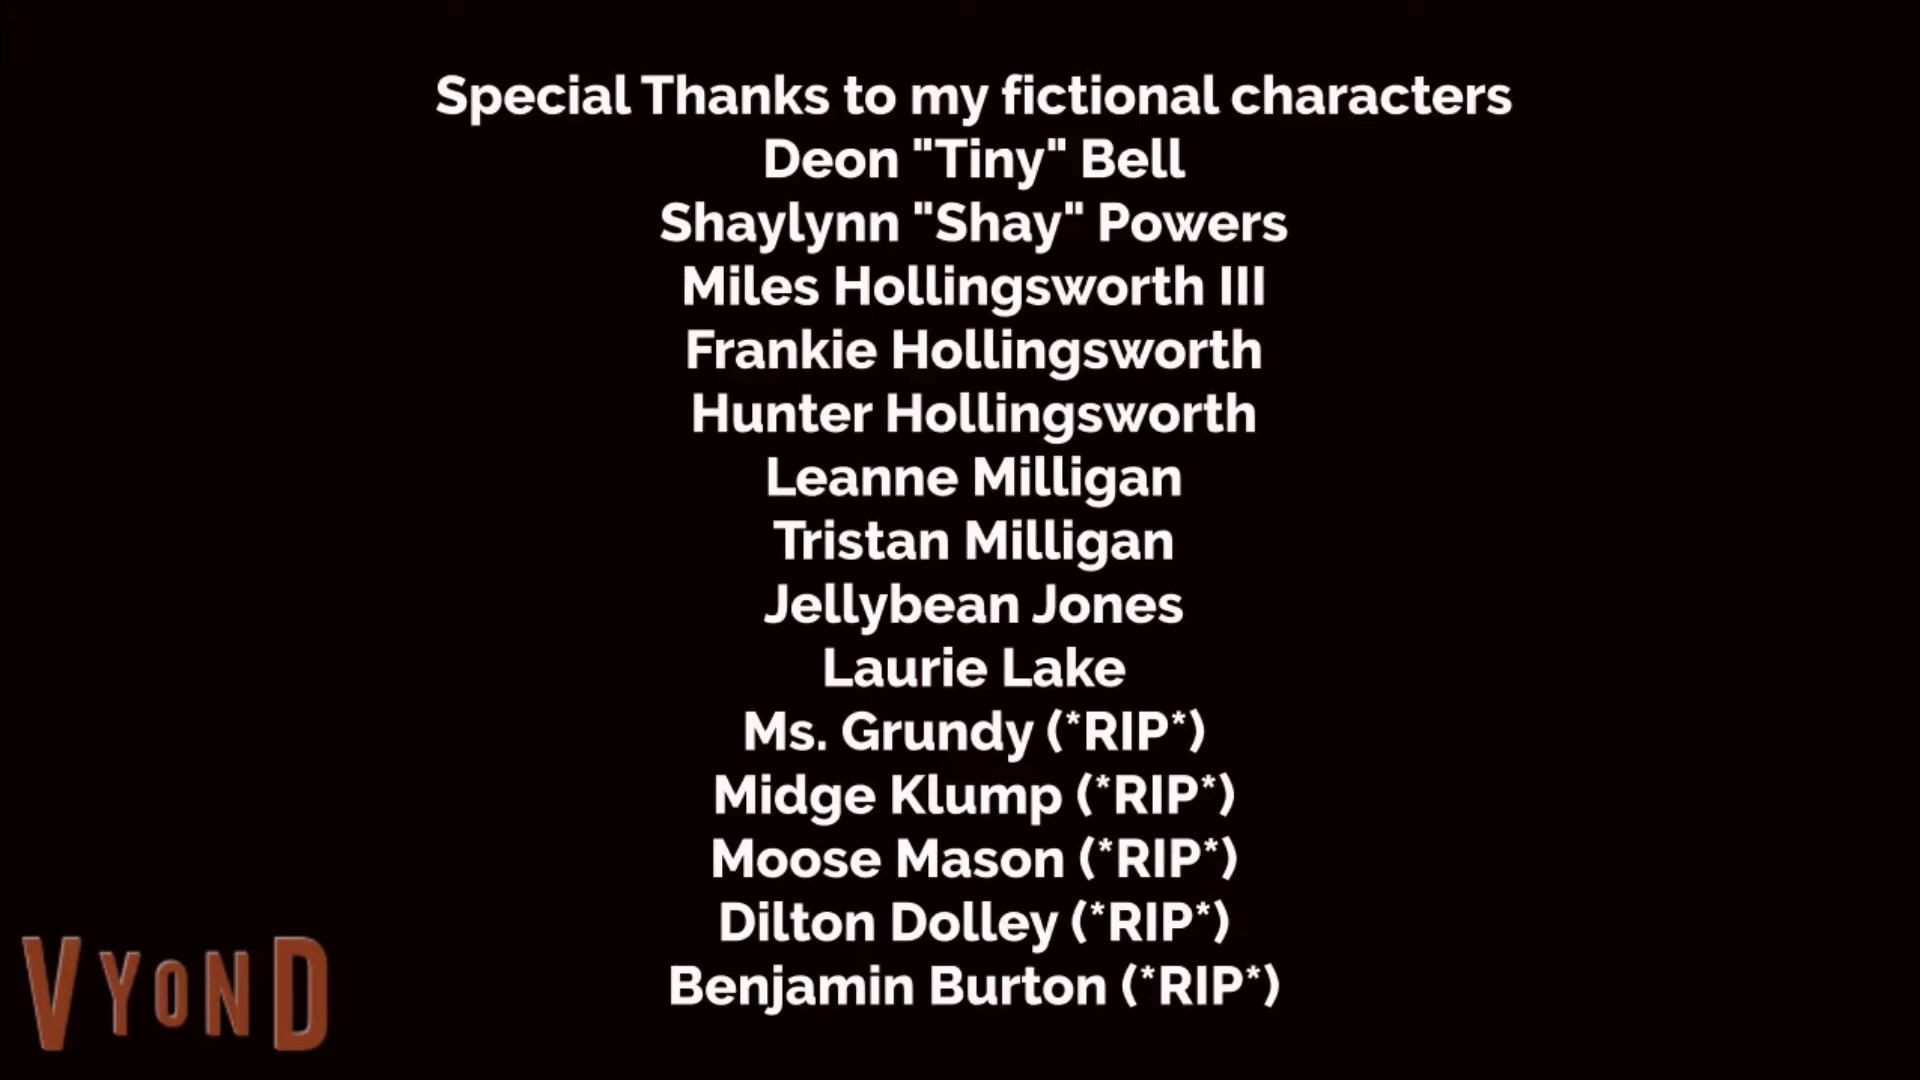 Special Thanks to my fictional characters
Deon "Tiny" Bell
Shaylynn "Shay" Powers
Miles Hollingsworth III
Frankie Hollingsworth
Hunter Hollingsworth
Leanne Milligan
Tristan Milligan
Jellybean Jones
Laurie Lake
Ms. Grundy (*RIP*)
Midge Klump (*RIP*)
Moose Mason (*RIP*)
Dilton Dolley (*RIP*)
Benjamin Burton (*RIP*)
VYOND